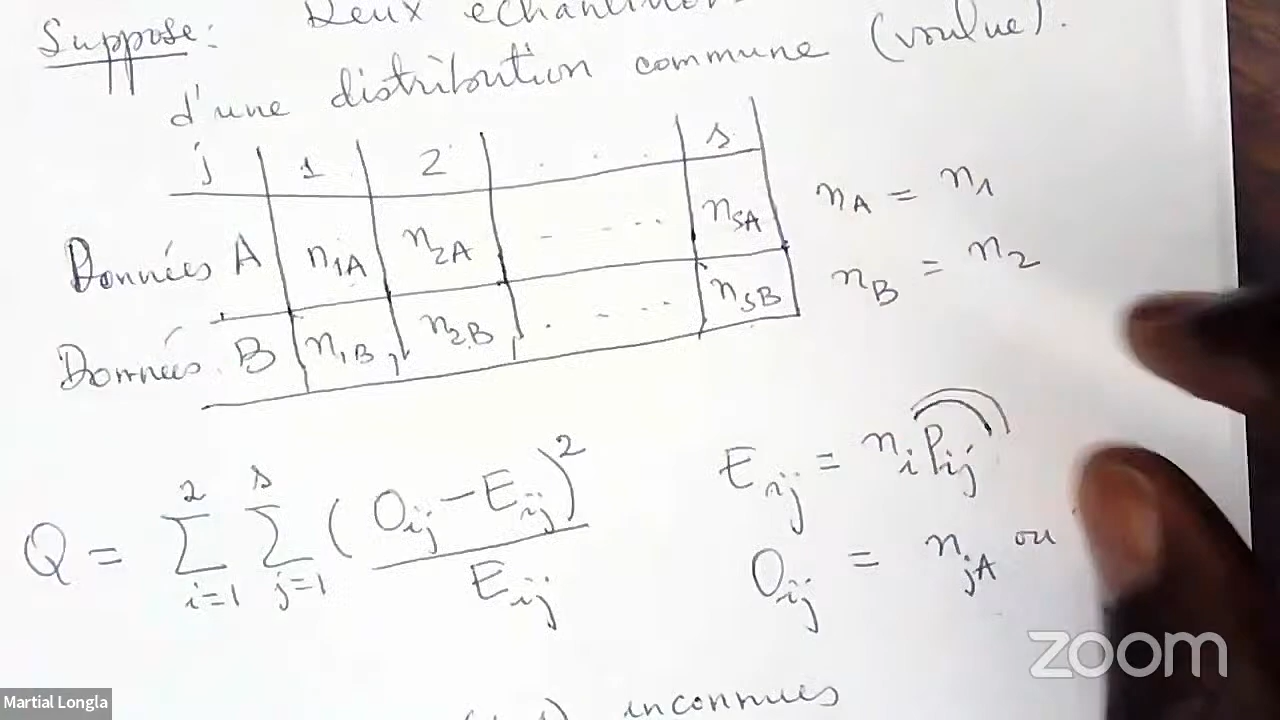 Suppose: Deux
d'une distribution commune (voulue).
j 1 2 . . . s
Données A n1A n2A - - ... nSA nA = n1
Données B n1B, n2B . - ... nSB nB = n2
Q = Σ_{i=1}^{2} Σ_{j=1}^{s} (Oij - Eij)² / Eij
Eij = ni Pij
Oij = njA ou
inconnues
zoom
Martial Longla